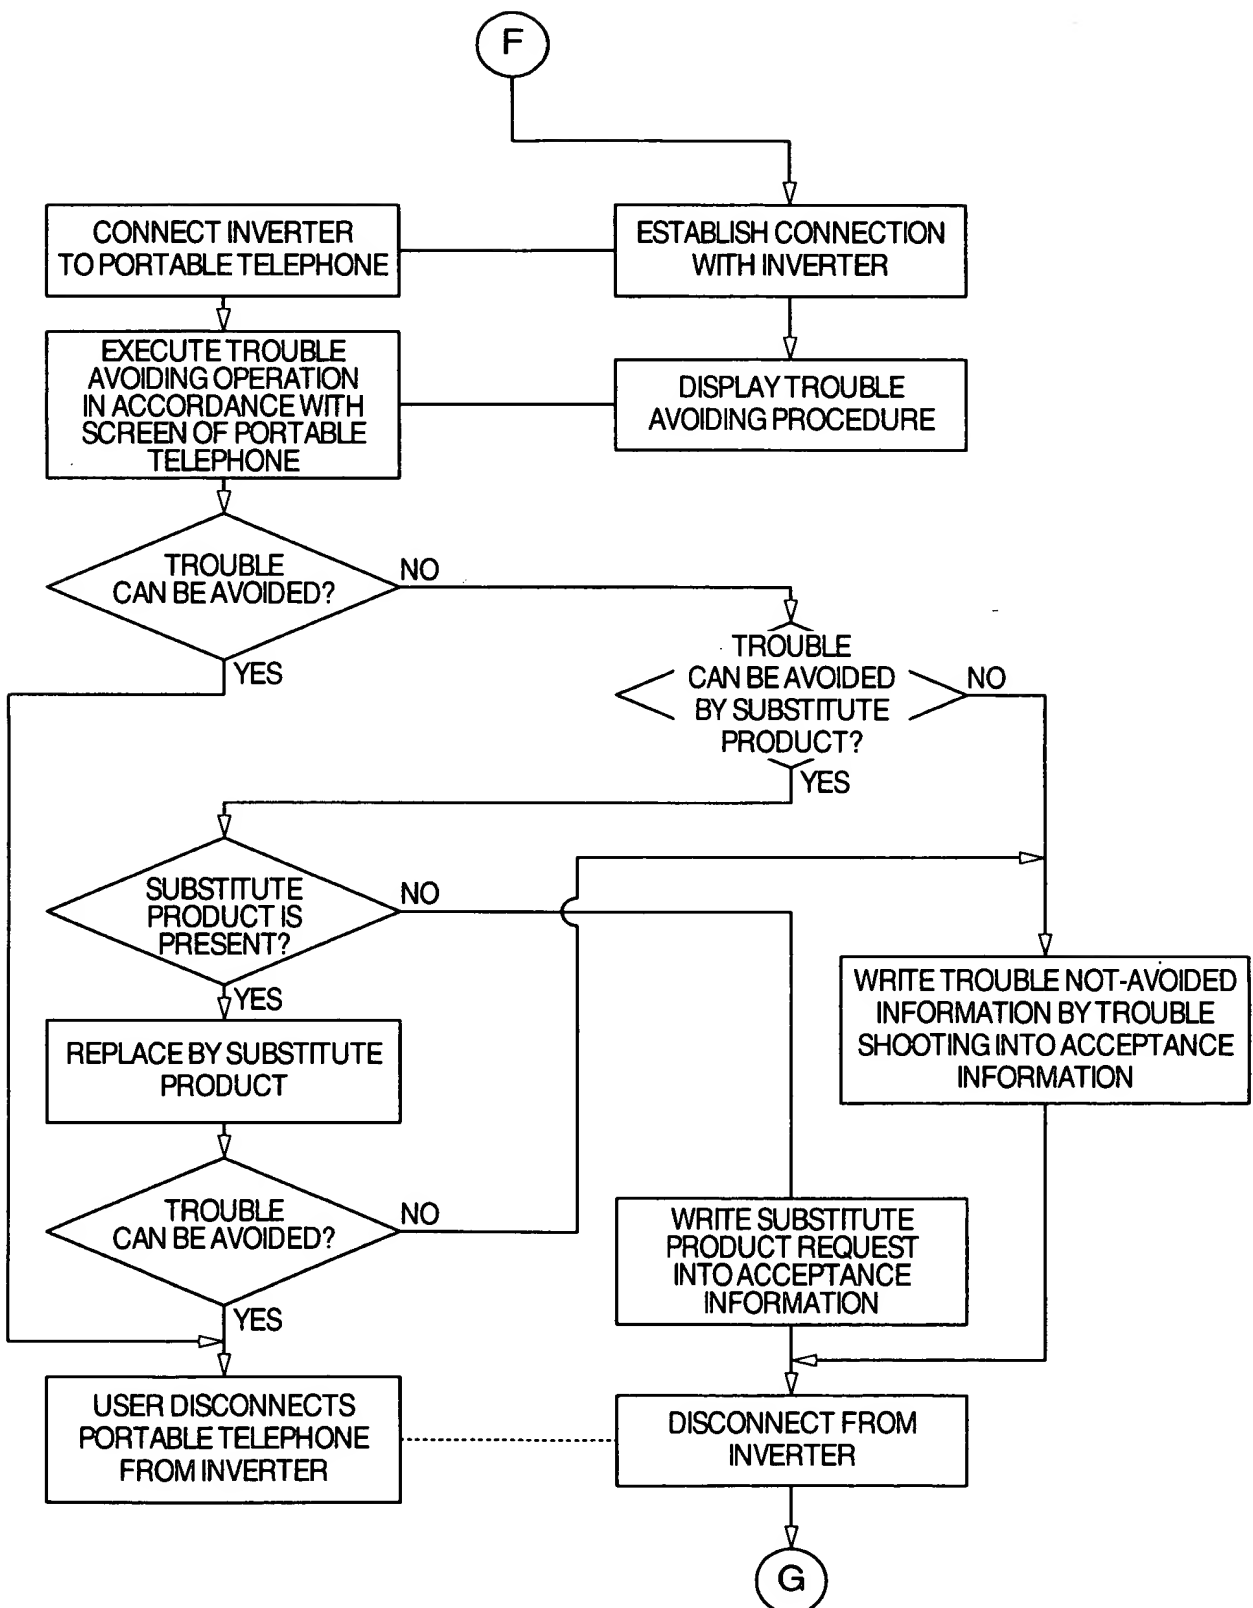 F
CONNECT INVERTER
TO PORTABLE TELEPHONE
ESTABLISH CONNECTION
WITH INVERTER
EXECUTE TROUBLE
AVOIDING OPERATION
IN ACCORDANCE WITH
SCREEN OF PORTABLE
TELEPHONE
DISPLAY TROUBLE
AVOIDING PROCEDURE
TROUBLE
CAN BE AVOIDED?
NO
YES
TROUBLE
CAN BE AVOIDED
BY SUBSTITUTE
PRODUCT?
NO
YES
SUBSTITUTE
PRODUCT IS
PRESENT?
NO
YES
WRITE TROUBLE NOT-AVOIDED
INFORMATION BY TROUBLE
SHOOTING INTO ACCEPTANCE
INFORMATION
REPLACE BY SUBSTITUTE
PRODUCT
TROUBLE
CAN BE AVOIDED?
NO
YES
WRITE SUBSTITUTE
PRODUCT REQUEST
INTO ACCEPTANCE
INFORMATION
USER DISCONNECTS
PORTABLE TELEPHONE
FROM INVERTER
DISCONNECT FROM
INVERTER
G